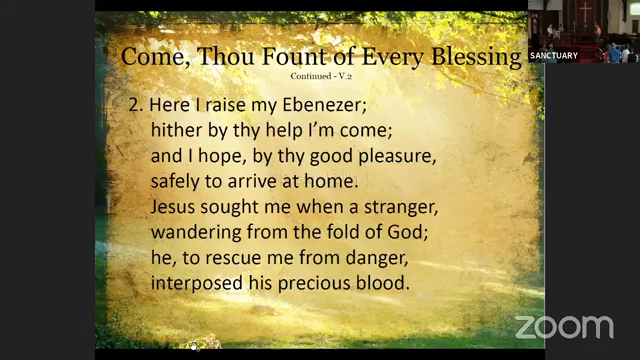 Come, Thou Fount of Every Blessing
Continued - V.2
2. Here I raise my Ebenezer;
hither by thy help I'm come;
and I hope, by thy good pleasure,
safely to arrive at home.
Jesus sought me when a stranger,
wandering from the fold of God;
he, to rescue me from danger,
interposed his precious blood.
SANCTUARY
zoom